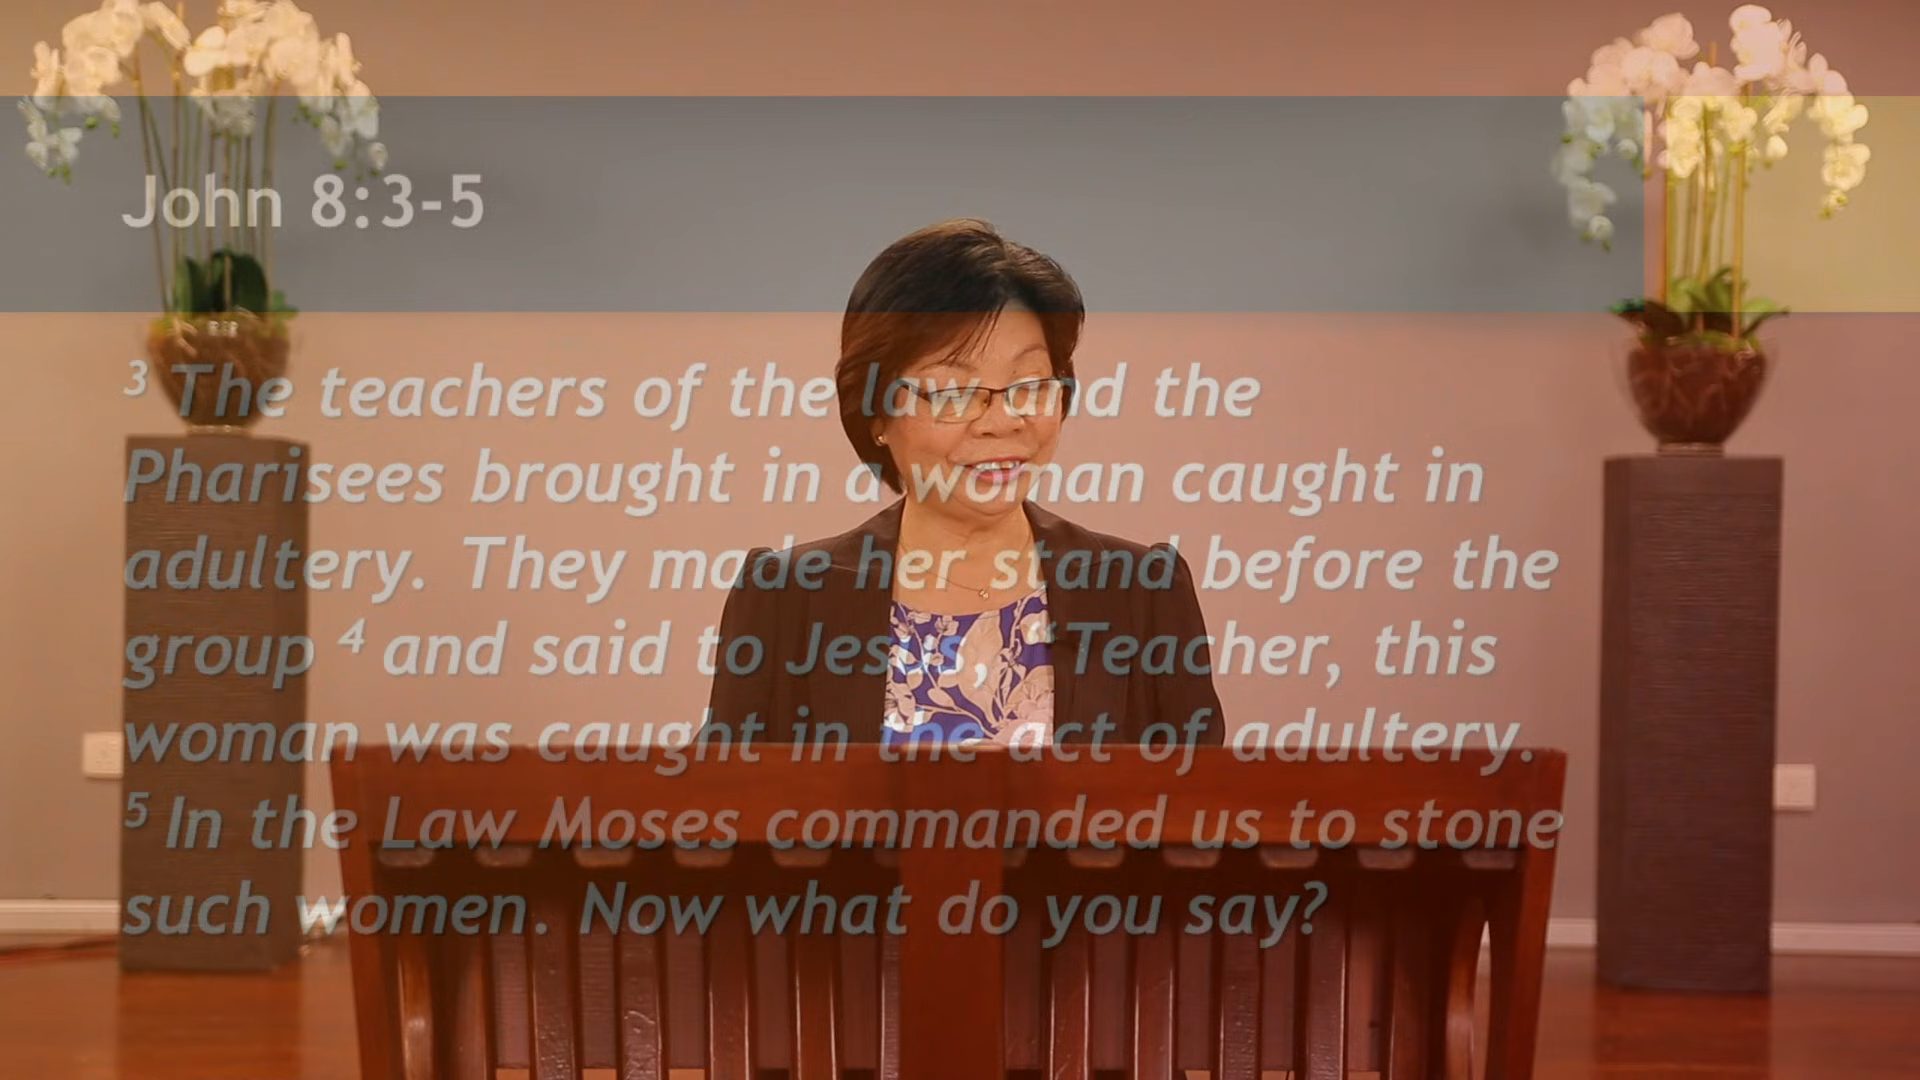 John 8:3-5
3 The teachers of the law and the
Pharisees brought in a woman caught in
adultery. They made her stand before the
group 4 and said to Jesus, “Teacher, this
woman was caught in the act of adultery.
5 In the Law Moses commanded us to stone
such women. Now what do you say?